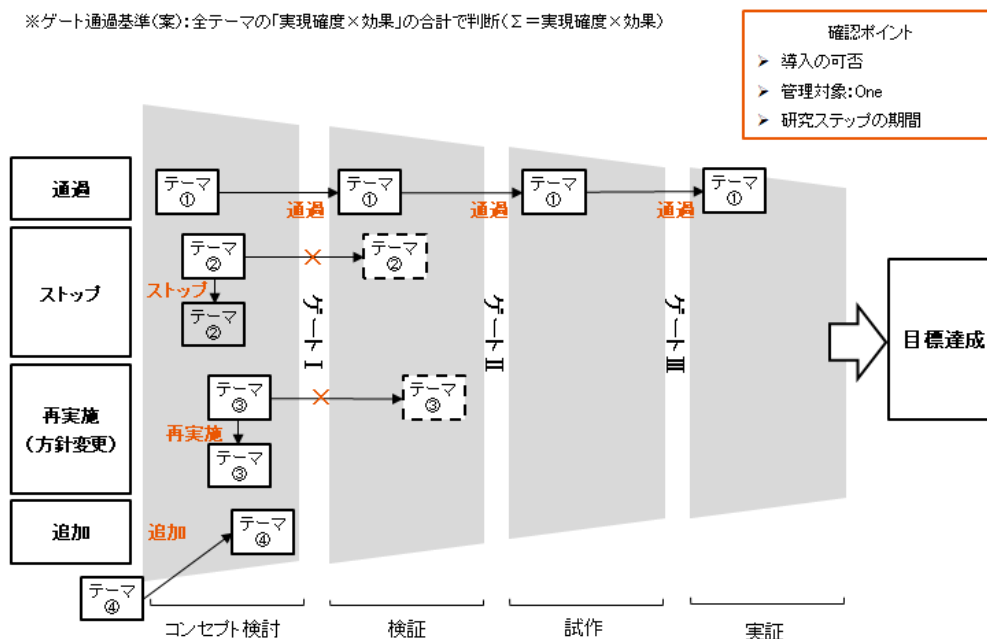 ※ゲート通過基準(案):全テーマの「実現確度×効果」の合計で判断(Σ=実現確度×効果)
確認ポイント
➤ 導入の可否
➤ 管理対象:One
➤ 研究ステップの期間
通過
テーマ
①
通過
テーマ
①
通過
テーマ
①
通過
テーマ
①
ストップ
テーマ
②
テーマ
②
ストップ
テーマ
②
ゲートⅠ
ゲートⅡ
ゲートⅢ
目標達成
再実施
(方針変更)
テーマ
③
テーマ
③
再実施
テーマ
③
追加
追加
テーマ
④
テーマ
④
コンセプト検討
検証
試作
実証